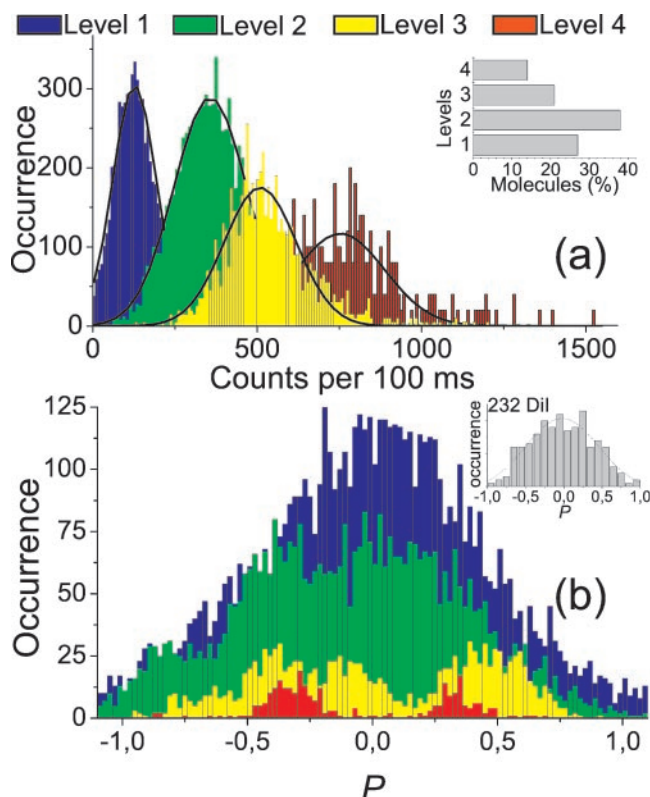 Level 1 Level 2 Level 3 Level 4
Occurrence
300
200
100
0
0 500 1000 1500
Counts per 100 ms
(a)
Levels
4
3
2
1
0 10 20 30 40
Molecules (%)
Occurrence
125
100
75
50
25
0
-1,0 -0,5 0,0 0,5 1,0
P
(b)
232 DiI
occurrence
-1,0 -0,5 0,0 0,5 1,0
P